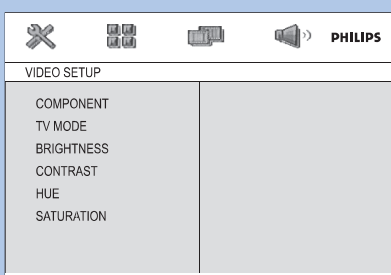 PHILIPS
VIDEO SETUP
COMPONENT
TV MODE
BRIGHTNESS
CONTRAST
HUE
SATURATION